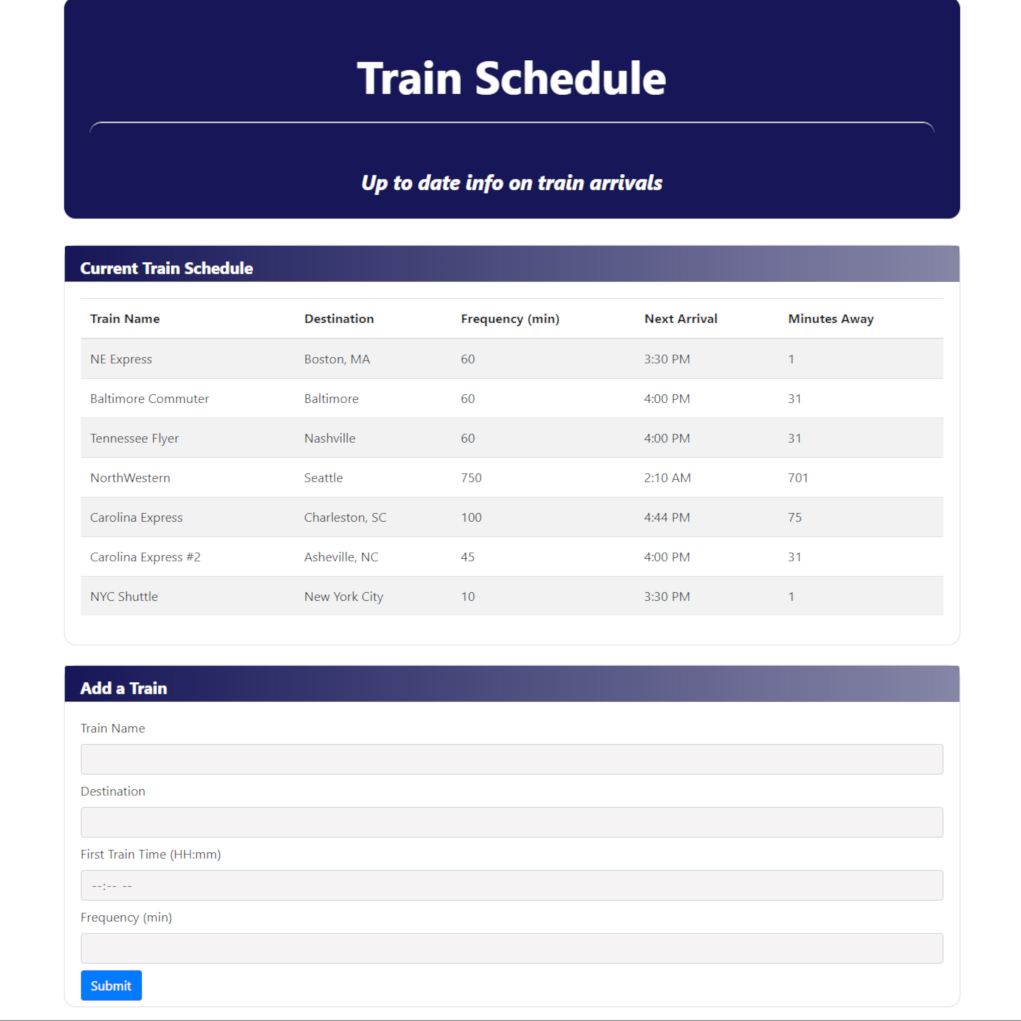 Train Schedule
Up to date info on train arrivals
Current Train Schedule
Train Name Destination Frequency (min) Next Arrival Minutes Away
NE Express Boston, MA 60 3:30 PM 1
Baltimore Commuter Baltimore 60 4:00 PM 31
Tennessee Flyer Nashville 60 4:00 PM 31
NorthWestern Seattle 750 2:10 AM 701
Carolina Express Charleston, SC 100 4:44 PM 75
Carolina Express #2 Asheville, NC 45 4:00 PM 31
NYC Shuttle New York City 10 3:30 PM 1
Add a Train
Train Name
Destination
First Train Time (HH:mm)
--:-- --
Frequency (min)
Submit